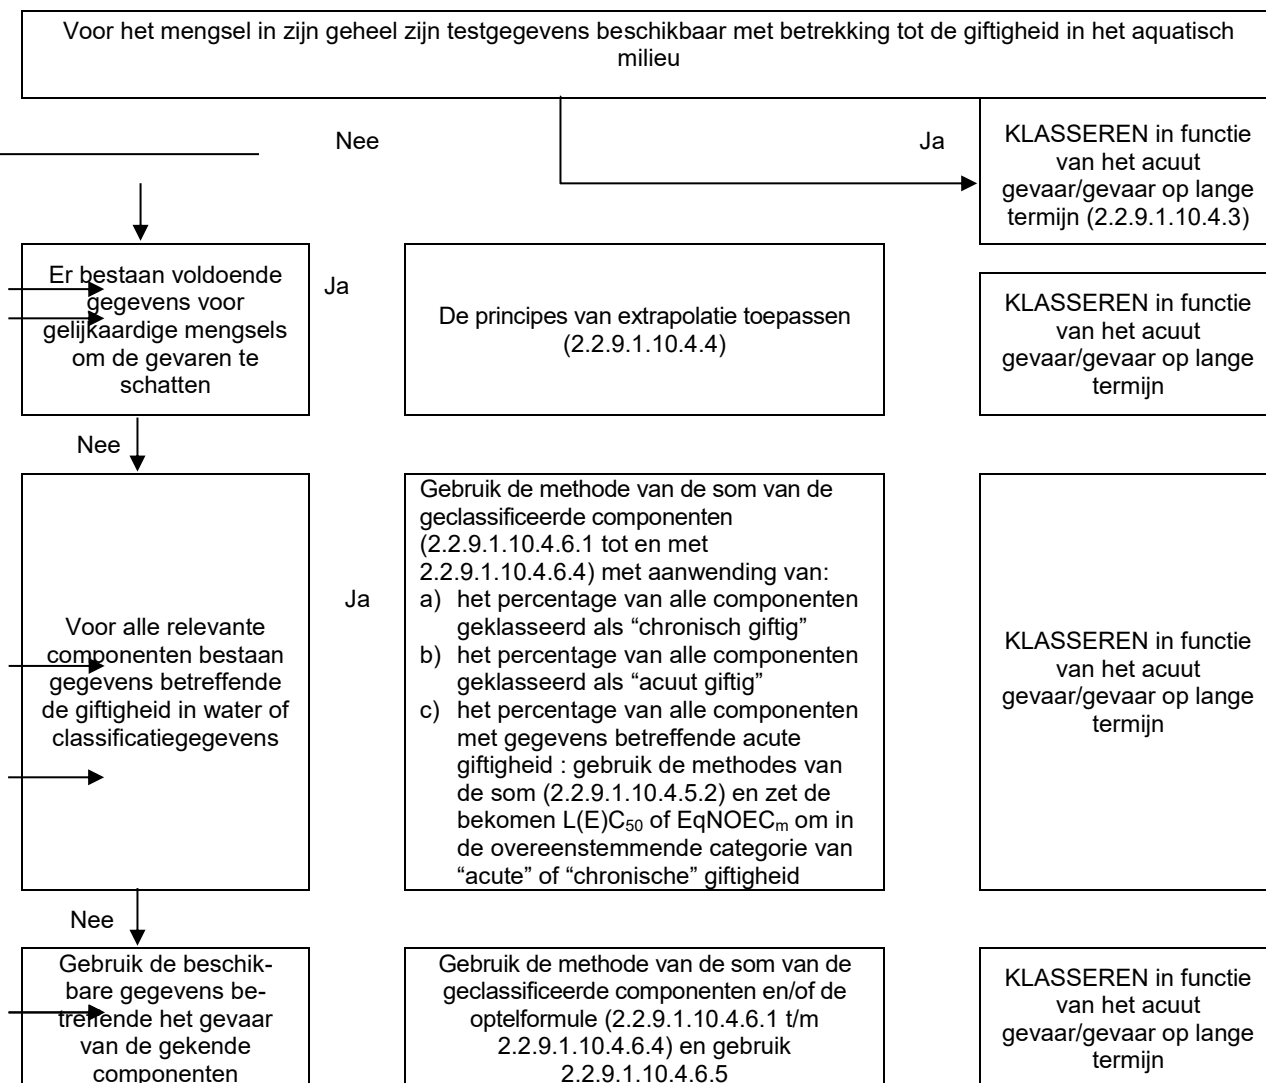 Voor het mengsel in zijn geheel zijn testgegevens beschikbaar met betrekking tot de giftigheid in het aquatisch
milieu
Nee
Ja
KLASSEREN in functie
van het acuut
gevaar/gevaar op lange
termijn (2.2.9.1.10.4.3)
Er bestaan voldoende
gegevens voor
gelijkaardige mengsels
om de gevaren te
schatten
Ja
De principes van extrapolatie toepassen
(2.2.9.1.10.4.4)
KLASSEREN in functie
van het acuut
gevaar/gevaar op lange
termijn
Nee
Voor alle relevante
componenten bestaan
gegevens betreffende
de giftigheid in water of
classificatiegegevens
Ja
Gebruik de methode van de som van de
geclassificeerde componenten
(2.2.9.1.10.4.6.1 tot en met
2.2.9.1.10.4.6.4) met aanwending van:
a) het percentage van alle componenten
geklasseerd als “chronisch giftig”
b) het percentage van alle componenten
geklasseerd als “acuut giftig”
c) het percentage van alle componenten
met gegevens betreffende acute
giftigheid : gebruik de methodes van
de som (2.2.9.1.10.4.5.2) en zet de
bekomen L(E)C50 of EqNOECm om in
de overeenstemmende categorie van
“acute” of “chronische” giftigheid
KLASSEREN in functie
van het acuut
gevaar/gevaar op lange
termijn
Nee
Gebruik de beschik-
bare gegevens be-
treffende het gevaar
van de gekende
componenten
Gebruik de methode van de som van de
geclassificeerde componenten en/of de
optelformule (2.2.9.1.10.4.6.1 t/m
2.2.9.1.10.4.6.4) en gebruik
2.2.9.1.10.4.6.5
KLASSEREN in functie
van het acuut
gevaar/gevaar op lange
termijn